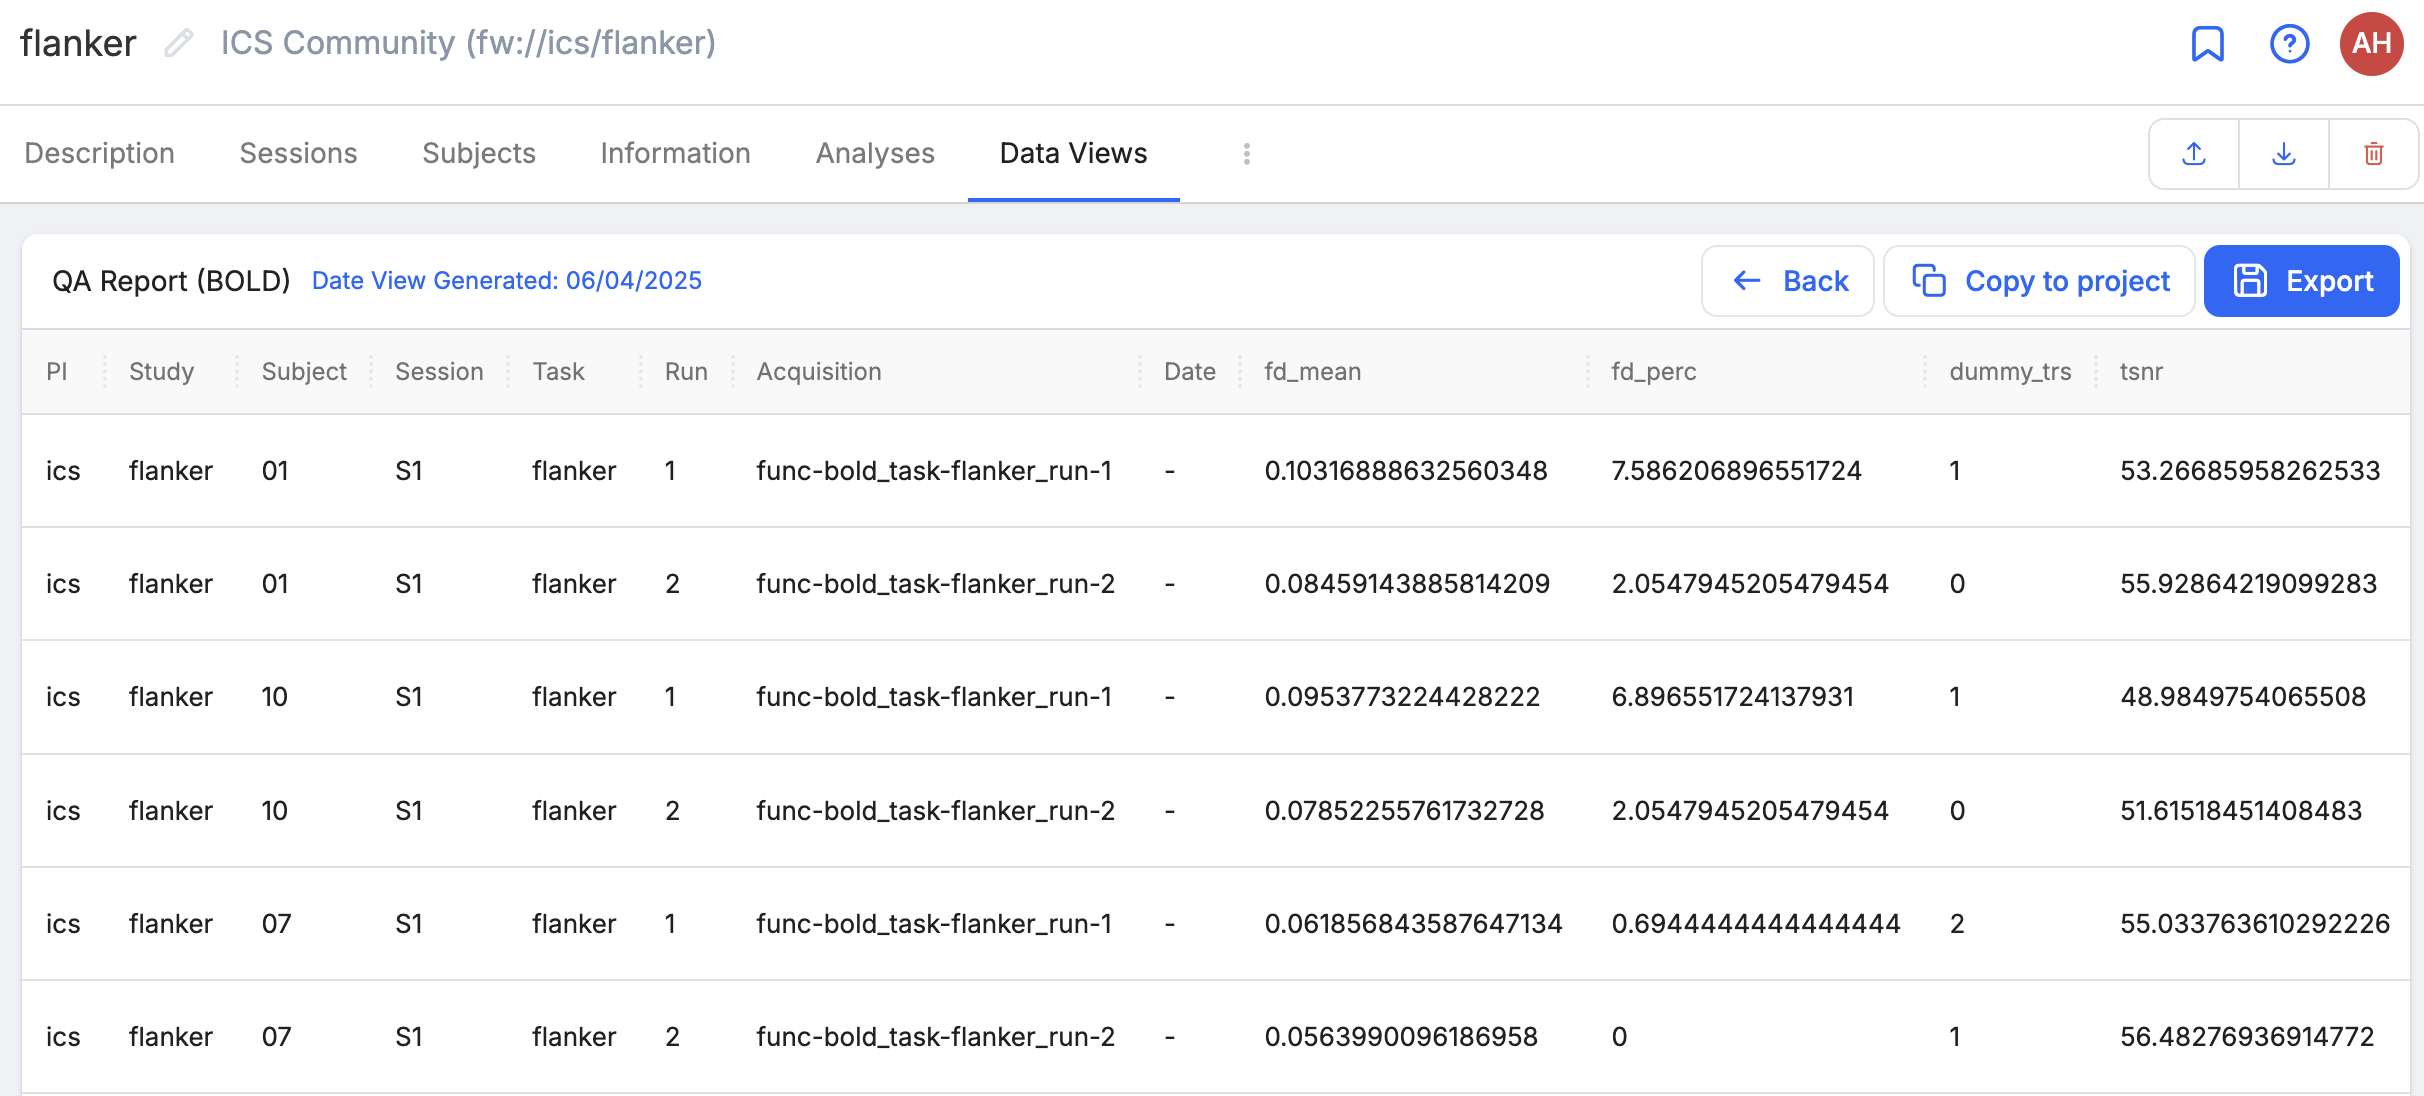 flanker ICS Community (fw://ics/flanker) AH
Description Sessions Subjects Information Analyses Data Views
QA Report (BOLD) Date View Generated: 06/04/2025 Back Copy to project Export
PI Study Subject Session Task Run Acquisition Date fd_mean fd_perc dummy_trs tsnr
ics flanker 01 S1 flanker 1 func-bold_task-flanker_run-1 - 0.10316888632560348 7.586206896551724 1 53.26685958262533
ics flanker 01 S1 flanker 2 func-bold_task-flanker_run-2 - 0.08459143885814209 2.0547945205479454 0 55.92864219099283
ics flanker 10 S1 flanker 1 func-bold_task-flanker_run-1 - 0.0953773224428222 6.896551724137931 1 48.9849754065508
ics flanker 10 S1 flanker 2 func-bold_task-flanker_run-2 - 0.07852255761732728 2.0547945205479454 0 51.61518451408483
ics flanker 07 S1 flanker 1 func-bold_task-flanker_run-1 - 0.061856843587647134 0.6944444444444444 2 55.033763610292226
ics flanker 07 S1 flanker 2 func-bold_task-flanker_run-2 - 0.0563990096186958 0 1 56.48276936914772